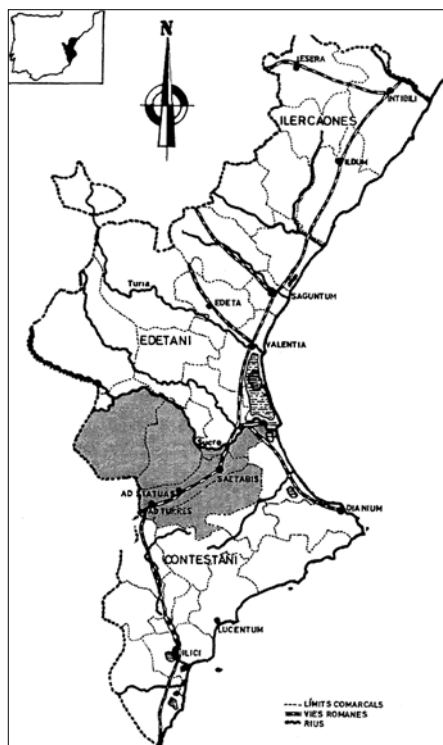 N
LESERA
INTIBILI
ILERCAONES
ILDUM
Turia
SAGUNTUM
EDETA
VALENTIA
EDETANI
Sucro
SAETABIS
AD STATUAS
AD TURRES
DIANIUM
CONTESTANI
LUCENTUM
ILICI
LÍMITS COMARCALS
VIES ROMANES
RIUS